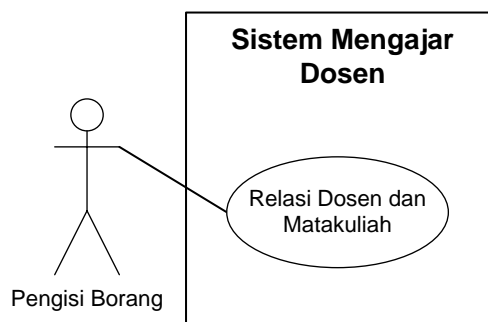 Sistem Mengajar
Dosen
Relasi Dosen dan
Matakuliah
Pengisi Borang